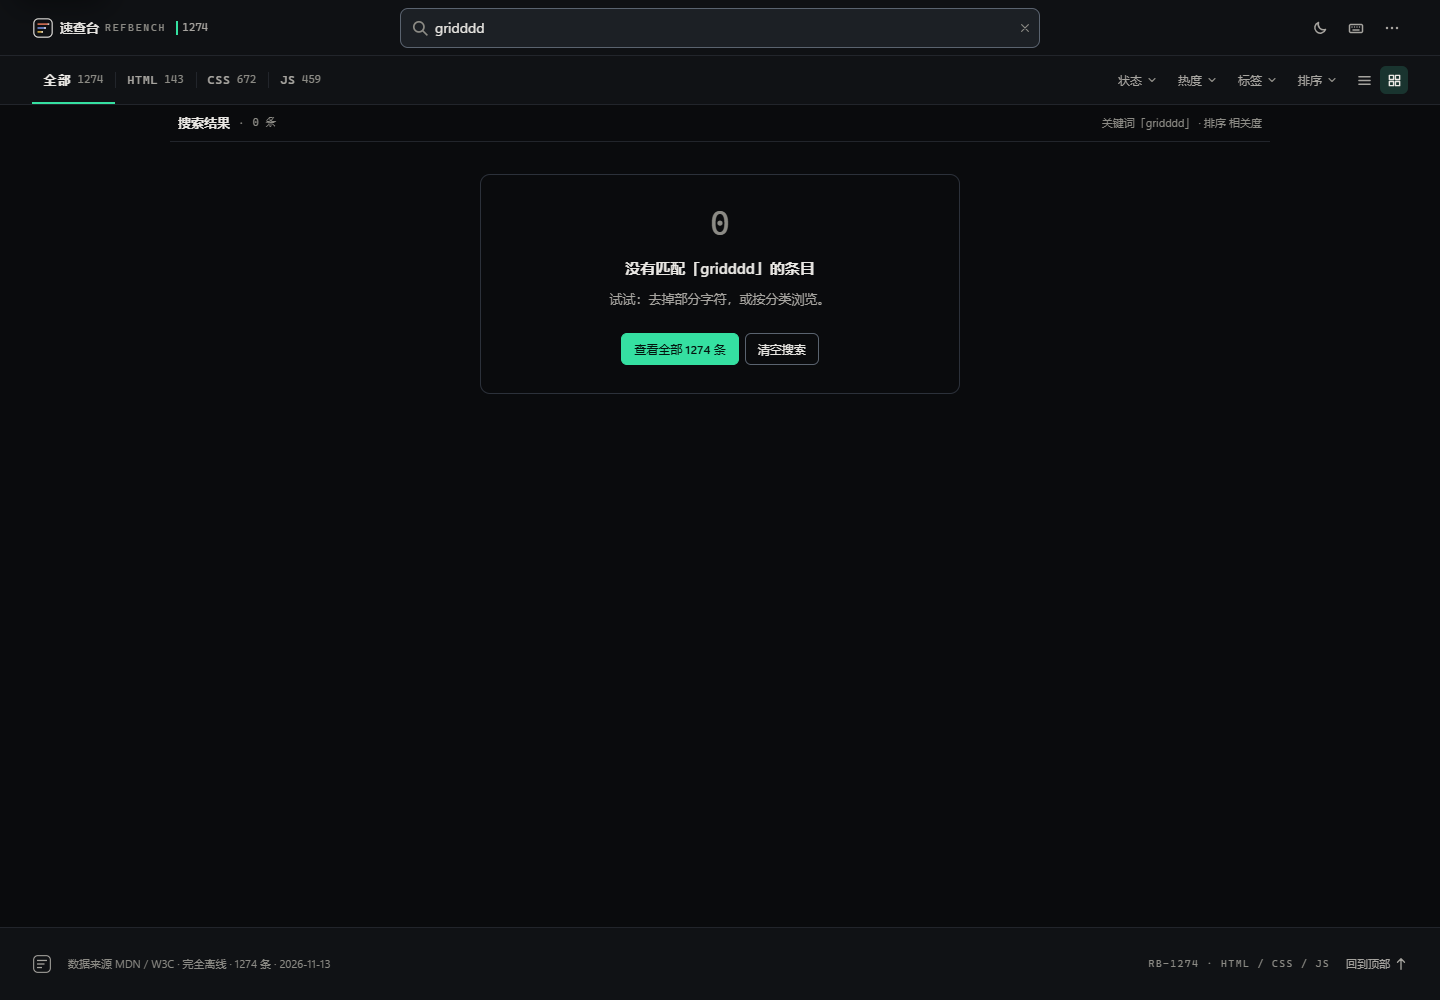 速查台 REFBENCH 1274
gridddd
全部 1274 HTML 143 CSS 672 JS 459
状态 热度 标签 排序
搜索结果 · 0 条
关键词「gridddd」 · 排序 相关度
0
没有匹配「gridddd」的条目
试试：去掉部分字符，或按分类浏览。
查看全部 1274 条 清空搜索
数据来源 MDN / W3C · 完全离线 · 1274 条 · 2026-11-13
RB-1274 · HTML / CSS / JS 回到顶部